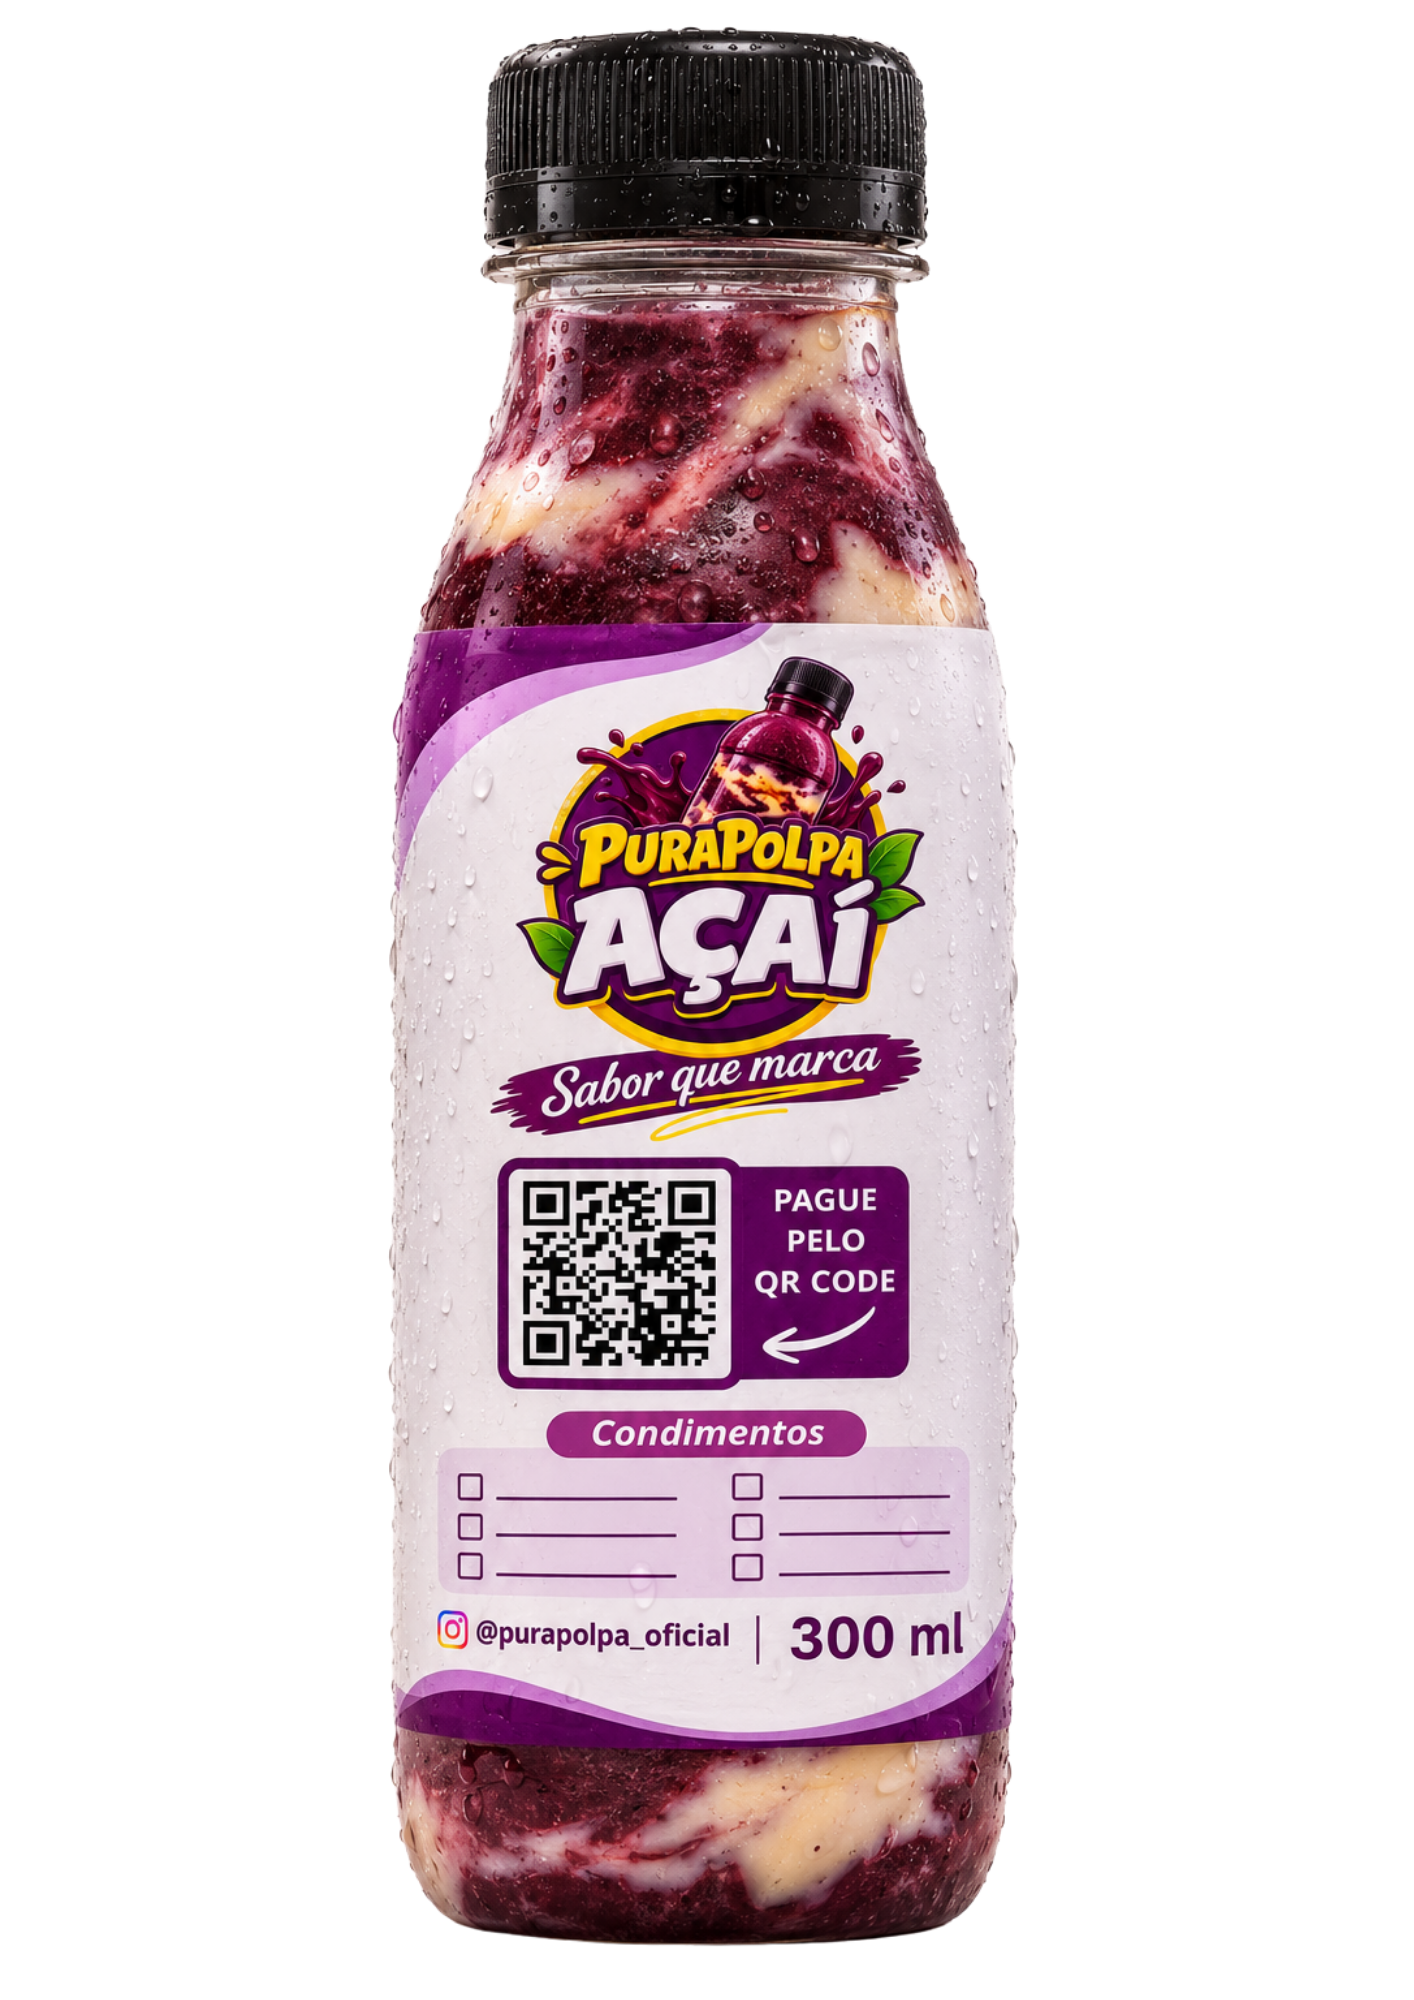 PURAPOLPA
AÇAÍ
Sabor que marca
PAGUE
PELO
QR CODE
Condimentos
@purapolpa_oficial | 300 ml